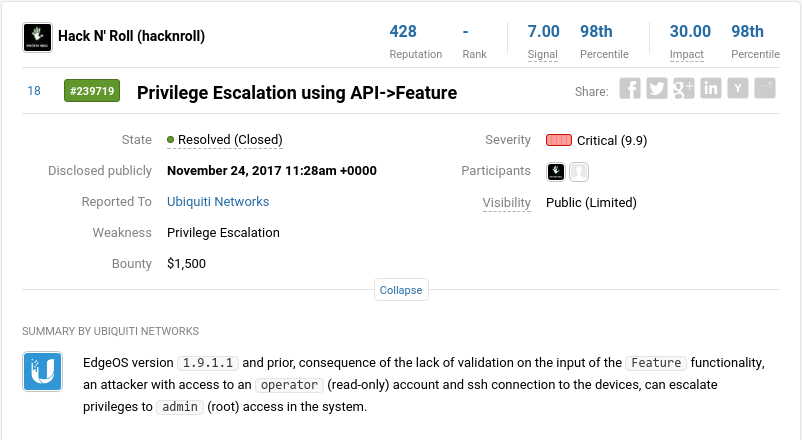 Hack N' Roll (hacknroll)
428 - 7.00 98th 30.00 98th
Reputation Rank Signal Percentile Impact Percentile
18 #239719 Privilege Escalation using API->Feature Share:
State Resolved (Closed) Severity Critical (9.9)
Disclosed publicly November 24, 2017 11:28am +0000 Participants
Reported To Ubiquiti Networks Visibility Public (Limited)
Weakness Privilege Escalation
Bounty $1,500
Collapse
SUMMARY BY UBIQUITI NETWORKS
EdgeOS version 1.9.1.1 and prior, consequence of the lack of validation on the input of the Feature functionality,
an attacker with access to an operator (read-only) account and ssh connection to the devices, can escalate
privileges to admin (root) access in the system.